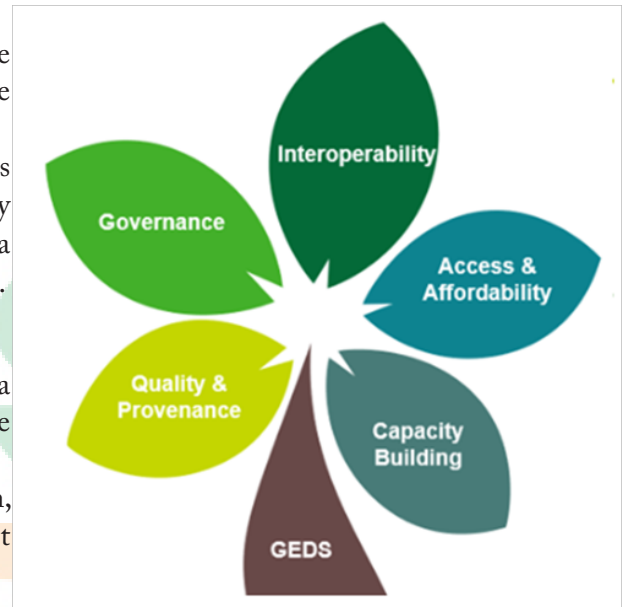 Interoperability
Governance
Access &
Affordability
Quality &
Provenance
Capacity
Building
GEDS